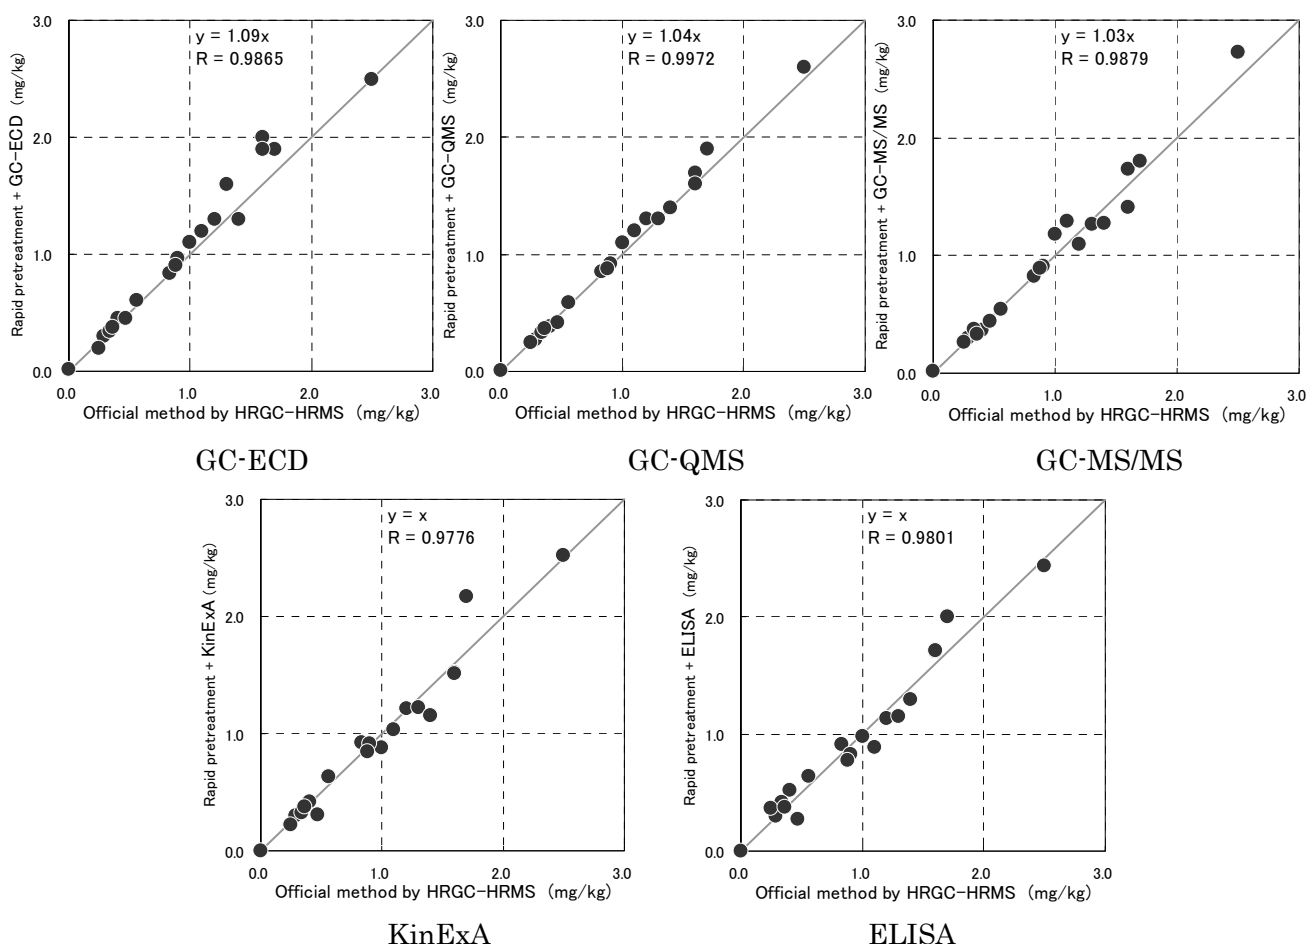 3.0
2.0
1.0
0.0
Rapid pretreatment + GC-ECD (mg/kg)
y = 1.09x
R = 0.9865
0.0 1.0 2.0 3.0
Official method by HRGC-HRMS (mg/kg)
GC-ECD
3.0
2.0
1.0
0.0
Rapid pretreatment + GC-QMS (mg/kg)
y = 1.04x
R = 0.9972
0.0 1.0 2.0 3.0
Official method by HRGC-HRMS (mg/kg)
GC-QMS
3.0
2.0
1.0
0.0
Rapid pretreatment + GC-MS/MS (mg/kg)
y = 1.03x
R = 0.9879
0.0 1.0 2.0 3.0
Official method by HRGC-HRMS (mg/kg)
GC-MS/MS
3.0
2.0
1.0
0.0
Rapid pretreatment + KinExA (mg/kg)
y = x
R = 0.9776
0.0 1.0 2.0 3.0
Official method by HRGC-HRMS (mg/kg)
KinExA
3.0
2.0
1.0
0.0
Rapid pretreatment + ELISA (mg/kg)
y = x
R = 0.9801
0.0 1.0 2.0 3.0
Official method by HRGC-HRMS (mg/kg)
ELISA